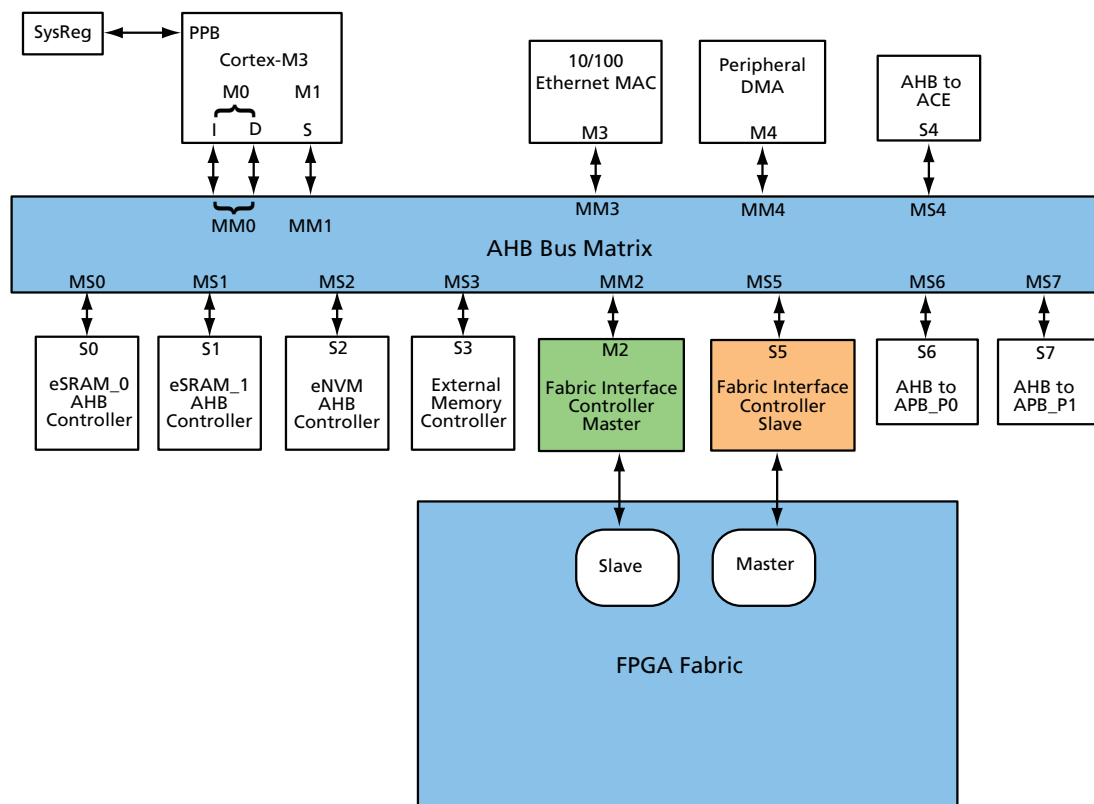 SysReg
PPB
Cortex-M3
M0 M1
I D S
10/100
Ethernet MAC
M3
Peripheral
DMA
M4
AHB to
ACE
S4
MM0 MM1 MM3 MM4 MS4
AHB Bus Matrix
MS0 MS1 MS2 MS3 MM2 MS5 MS6 MS7
S0
eSRAM_0
AHB
Controller
S1
eSRAM_1
AHB
Controller
S2
eNVM
AHB
Controller
S3
External
Memory
Controller
M2
Fabric Interface
Controller
Master
S5
Fabric Interface
Controller
Slave
S6
AHB to
APB_P0
S7
AHB to
APB_P1
Slave
Master
FPGA Fabric